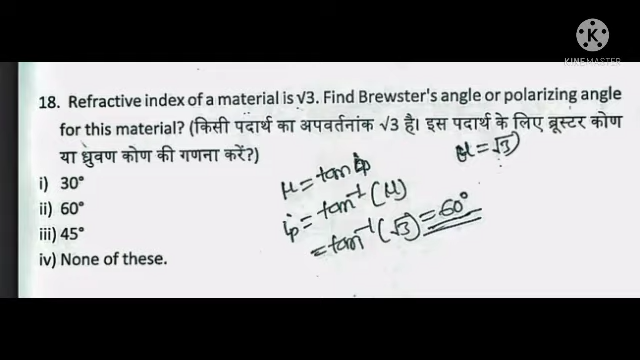 K
KINEMASTER
18. Refractive index of a material is √3. Find Brewster's angle or polarizing angle
for this material? (किसी पदार्थ का अपवर्तनांक √3 है। इस पदार्थ के लिए ब्रूस्टर कोण
या ध्रुवण कोण की गणना करें?)
μ = √3
i) 30°
μ = tan ip
ii) 60°
ip = tan⁻¹ (μ)
iii) 45°
= tan⁻¹ (√3) = 60°
iv) None of these.